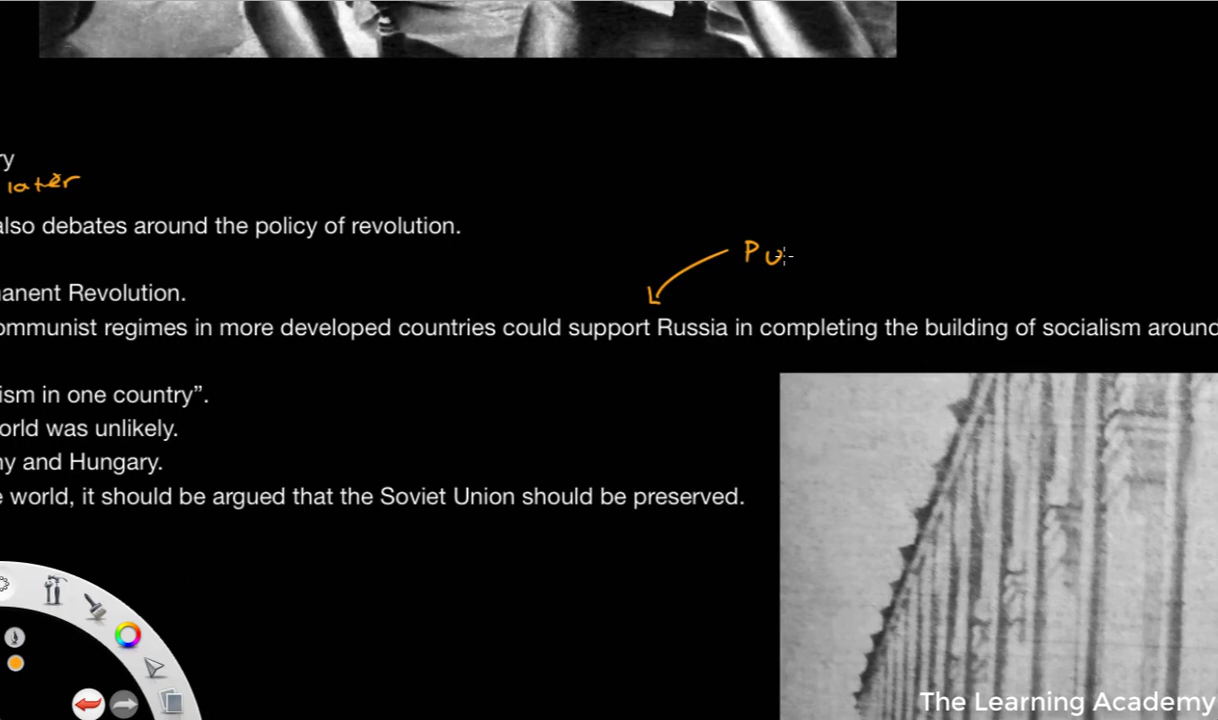 ry
later
also debates around the policy of revolution.
PU
manent Revolution.
ommunist regimes in more developed countries could support Russia in completing the building of socialism around
ism in one country”.
orld was unlikely.
ny and Hungary.
e world, it should be argued that the Soviet Union should be preserved.
The Learning Academy